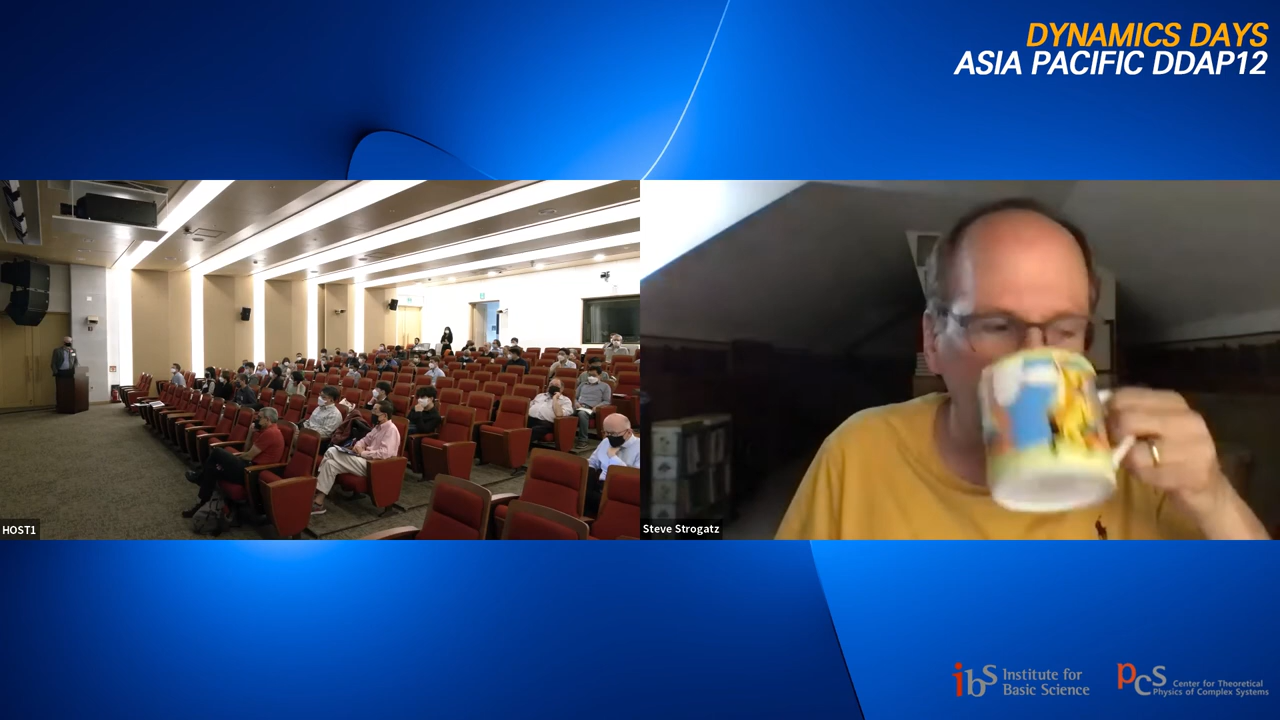 DYNAMICS DAYS
ASIA PACIFIC DDAP12
HOST1
Steve Strogatz
ibs Institute for
Basic Science
pcs Center for Theoretical
Physics of Complex Systems